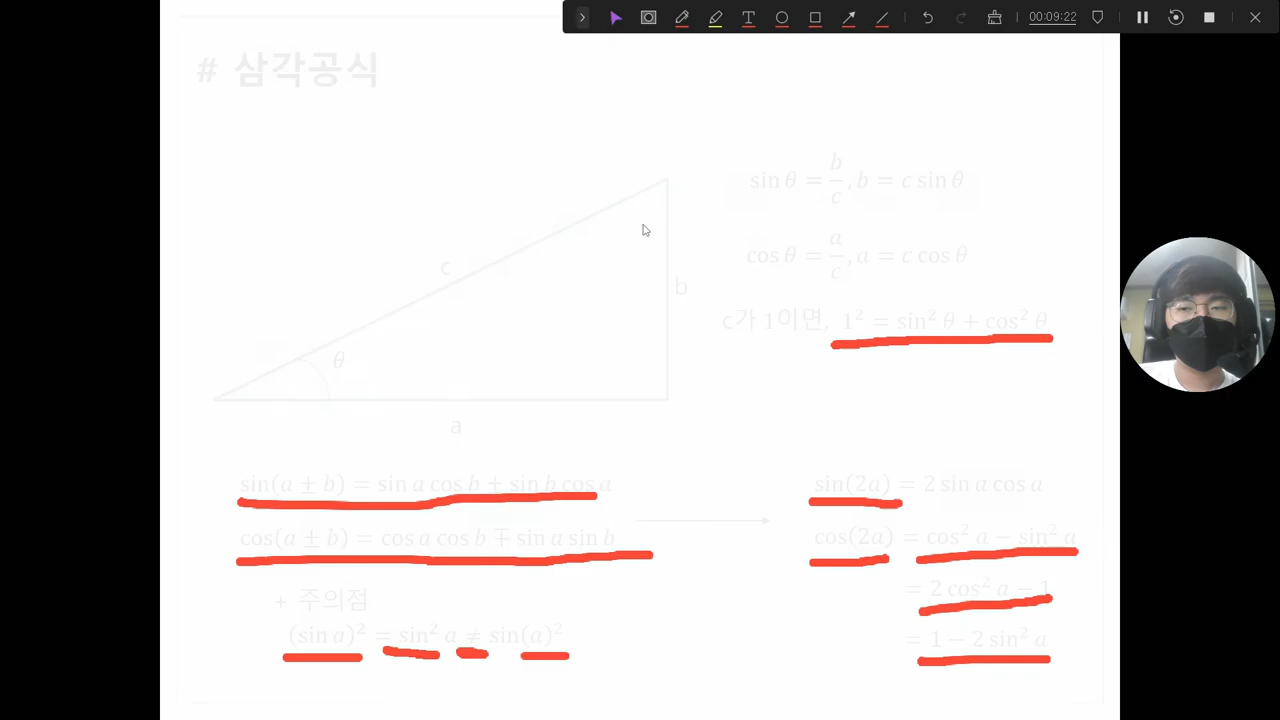 00:09:22
# 삼각공식
sin θ = b/c, b = c sin θ
cos θ = a/c, a = c cos θ
c가 1이면, 1² = sin² θ + cos² θ
c
b
θ
a
sin(a ± b) = sin a cos b + sin b cos a
cos(a ± b) = cos a cos b ∓ sin a sin b
+ 주의점
(sin a)² = sin² a ≠ sin(a)²
sin(2a) = 2 sin a cos a
cos(2a) = cos² a − sin² a
= 2 cos² a − 1
= 1 − 2 sin² a